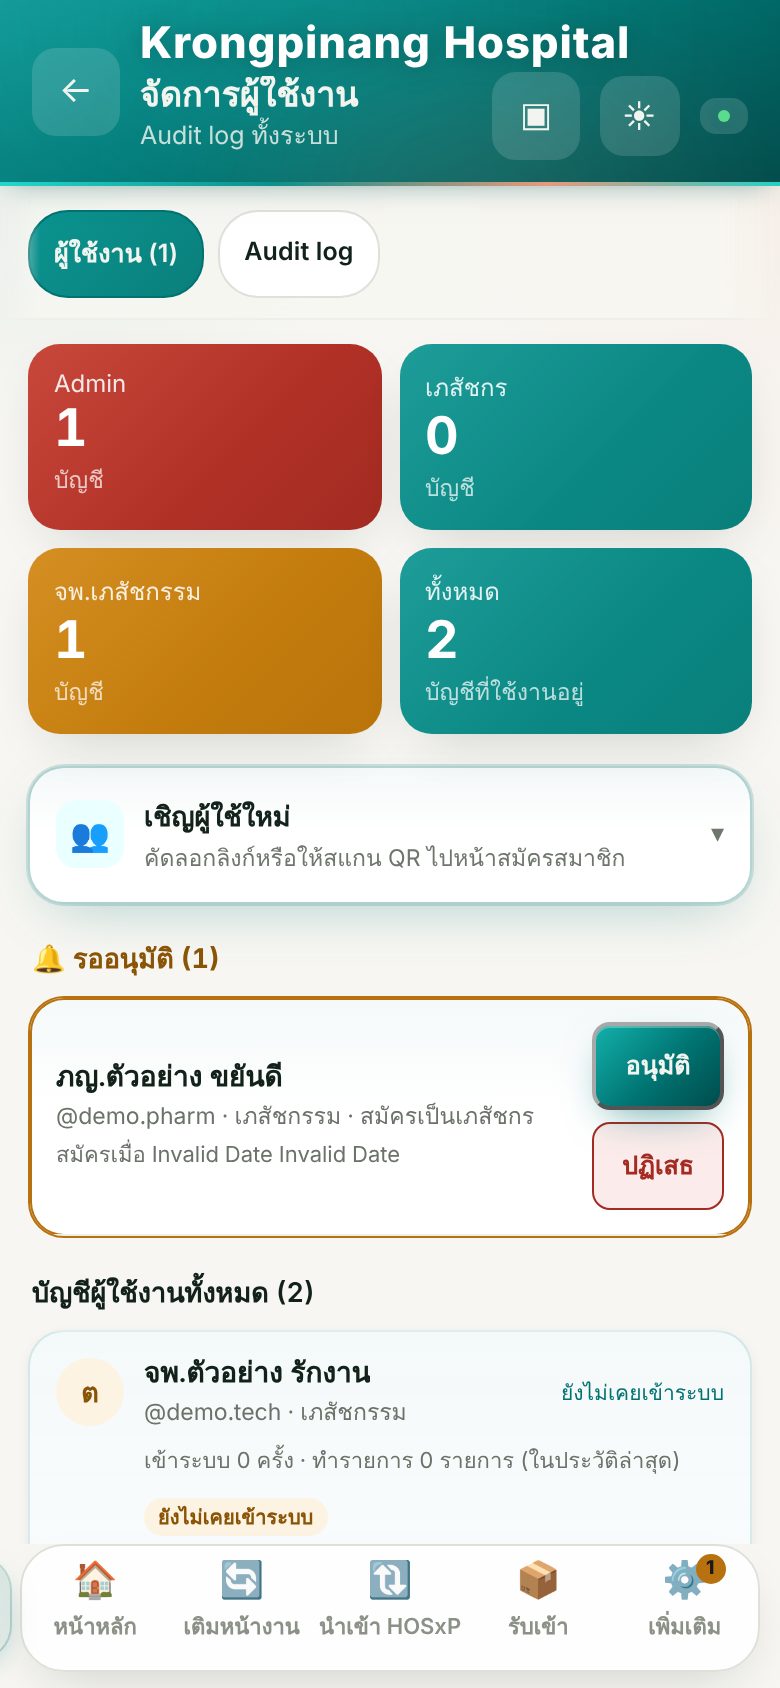 Krongpinang Hospital
จัดการผู้ใช้งาน
Audit log ทั้งระบบ
ผู้ใช้งาน (1)
Audit log
Admin
1
บัญชี
เภสัชกร
0
บัญชี
จพ.เภสัชกรรม
1
บัญชี
ทั้งหมด
2
บัญชีที่ใช้งานอยู่
เชิญผู้ใช้ใหม่
คัดลอกลิงก์หรือให้สแกน QR ไปหน้าสมัครสมาชิก
รออนุมัติ (1)
ภญ.ตัวอย่าง ขยันดี
@demo.pharm · เภสัชกรรม · สมัครเป็นเภสัชกร
สมัครเมื่อ Invalid Date Invalid Date
อนุมัติ
ปฏิเสธ
บัญชีผู้ใช้งานทั้งหมด (2)
ต
จพ.ตัวอย่าง รักงาน
@demo.tech · เภสัชกรรม
ยังไม่เคยเข้าระบบ
เข้าระบบ 0 ครั้ง · ทำรายการ 0 รายการ (ในประวัติล่าสุด)
ยังไม่เคยเข้าระบบ
หน้าหลัก
เติมหน้างาน
นำเข้า HOSxP
รับเข้า
1
เพิ่มเติม